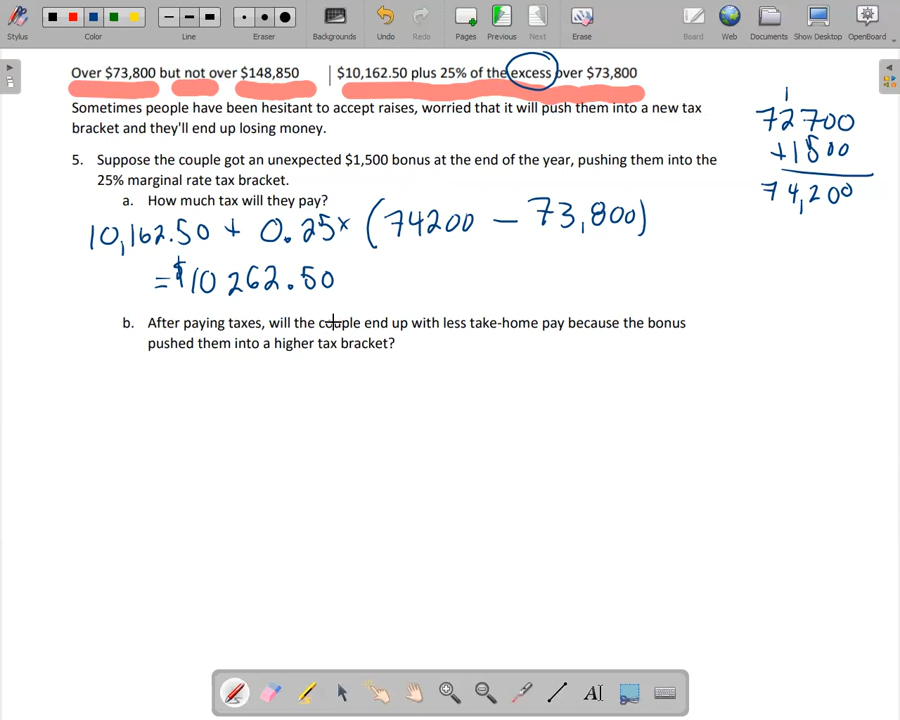 Stylus Color Line Eraser Backgrounds Undo Redo Pages Previous Next Erase Board Web Documents Show Desktop OpenBoard
Over $73,800 but not over $148,850 | $10,162.50 plus 25% of the excess over $73,800
Sometimes people have been hesitant to accept raises, worried that it will push them into a new tax
bracket and they'll end up losing money.
1
72700
+1500
74,200
5. Suppose the couple got an unexpected $1,500 bonus at the end of the year, pushing them into the
25% marginal rate tax bracket.
a. How much tax will they pay?
10,162.50 + 0.25x (74200 — 73,800)
= $10262.50
b. After paying taxes, will the couple end up with less take-home pay because the bonus
pushed them into a higher tax bracket?